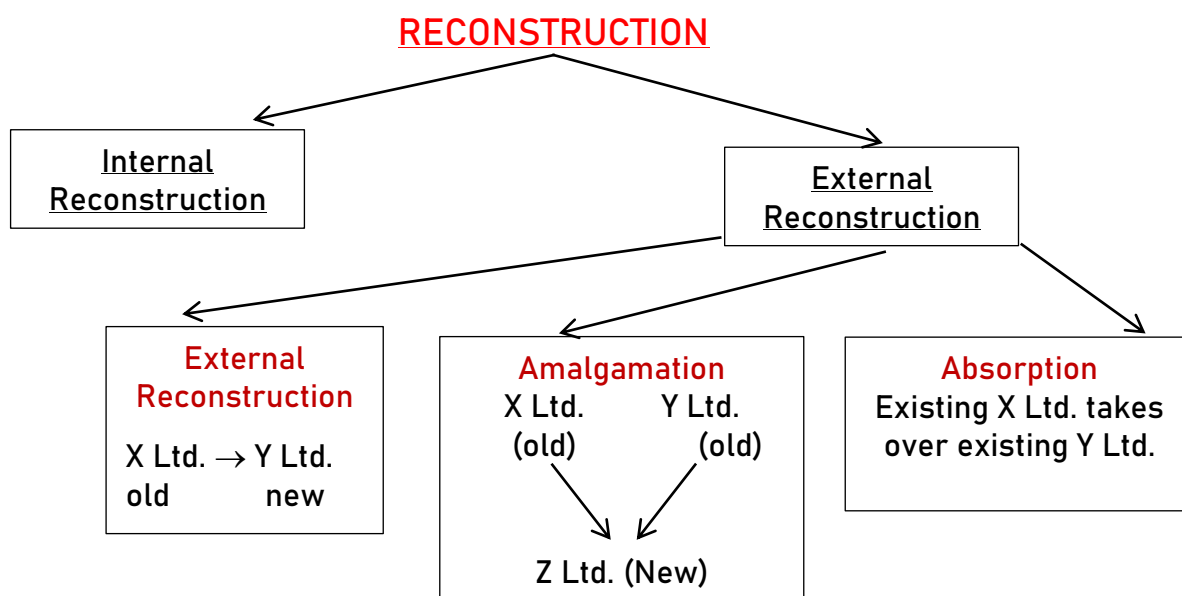 RECONSTRUCTION
Internal
Reconstruction
External
Reconstruction
External
Reconstruction
X Ltd. → Y Ltd.
old new
Amalgamation
X Ltd. Y Ltd.
(old) (old)
Z Ltd. (New)
Absorption
Existing X Ltd. takes
over existing Y Ltd.